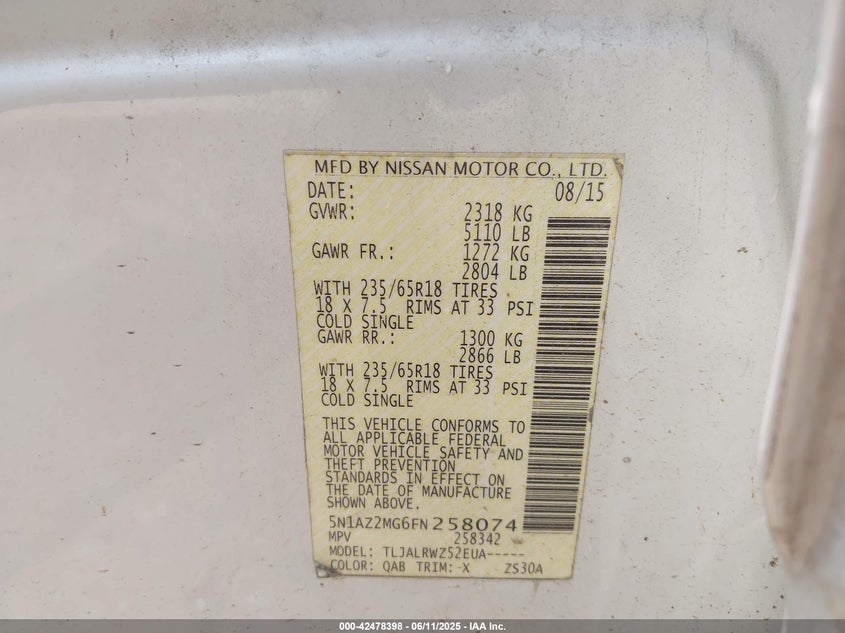 MFD BY NISSAN MOTOR CO., LTD.
DATE: 08/15
GVWR: 2318 KG
5110 LB
GAWR FR.: 1272 KG
2804 LB
WITH 235/65R18 TIRES
18 X 7.5 RIMS AT 33 PSI
COLD SINGLE
GAWR RR.: 1300 KG
2866 LB
WITH 235/65R18 TIRES
18 X 7.5 RIMS AT 33 PSI
COLD SINGLE
THIS VEHICLE CONFORMS TO
ALL APPLICABLE FEDERAL
MOTOR VEHICLE SAFETY AND
THEFT PREVENTION
STANDARDS IN EFFECT ON
THE DATE OF MANUFACTURE
SHOWN ABOVE.
5N1AZ2MG6FN258074
MPV 258342
MODEL: TLJALRWZ52EUA-----
COLOR: QAB TRIM: X ZS30A
000-42478398 - 06/11/2025 - IAA Inc.